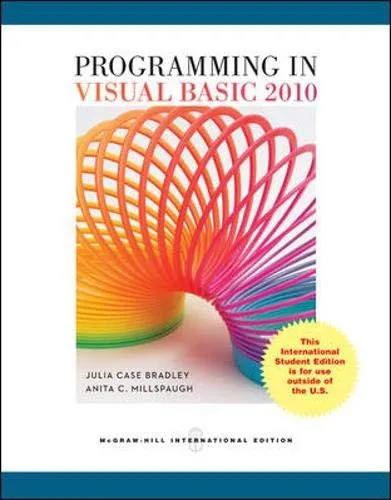 PROGRAMMING IN
VISUAL BASIC 2010
JULIA CASE BRADLEY
ANITA C. MILLSPAUGH
This
International
Student Edition
is for use
outside of
the U.S.
MCGRAW-HILL INTERNATIONAL EDITION